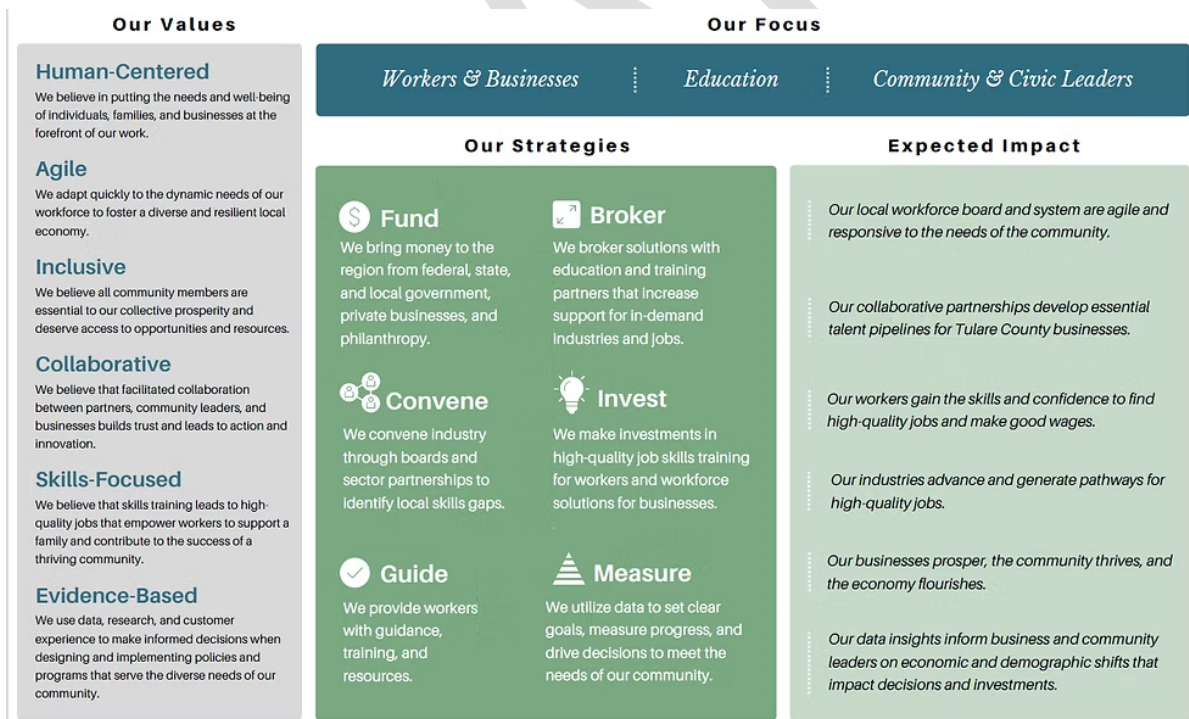 Our Values
Human-Centered
We believe in putting the needs and well-being
of individuals, families, and businesses at the
forefront of our work.
Agile
We adapt quickly to the dynamic needs of our
workforce to foster a diverse and resilient local
economy.
Inclusive
We believe all community members are
essential to our collective prosperity and
deserve access to opportunities and resources.
Collaborative
We believe that facilitated collaboration
between partners, community leaders, and
businesses builds trust and leads to action and
innovation.
Skills-Focused
We believe that skills training leads to high-
quality jobs that empower workers to support a
family and contribute to the success of a
thriving community.
Evidence-Based
We use data, research, and customer
experience to make informed decisions when
designing and implementing policies and
programs that serve the diverse needs of our
community.
Our Focus
Workers & Businesses
Education
Community & Civic Leaders
Our Strategies
$ Fund
We bring money to the
region from federal, state,
and local government,
private businesses, and
philanthropy.
Broker
We broker solutions with
education and training
partners that increase
support for in-demand
industries and jobs.
Convene
We convene industry
through boards and
sector partnerships to
identify local skills gaps.
Invest
We make investments in
high-quality job skills training
for workers and workforce
solutions for businesses.
Guide
We provide workers
with guidance,
training, and
resources.
Measure
We utilize data to set clear
goals, measure progress, and
drive decisions to meet the
needs of our community.
Expected Impact
Our local workforce board and system are agile and
responsive to the needs of the community.
Our collaborative partnerships develop essential
talent pipelines for Tulare County businesses.
Our workers gain the skills and confidence to find
high-quality jobs and make good wages.
Our industries advance and generate pathways for
high-quality jobs.
Our businesses prosper, the community thrives, and
the economy flourishes.
Our data insights inform business and community
leaders on economic and demographic shifts that
impact decisions and investments.